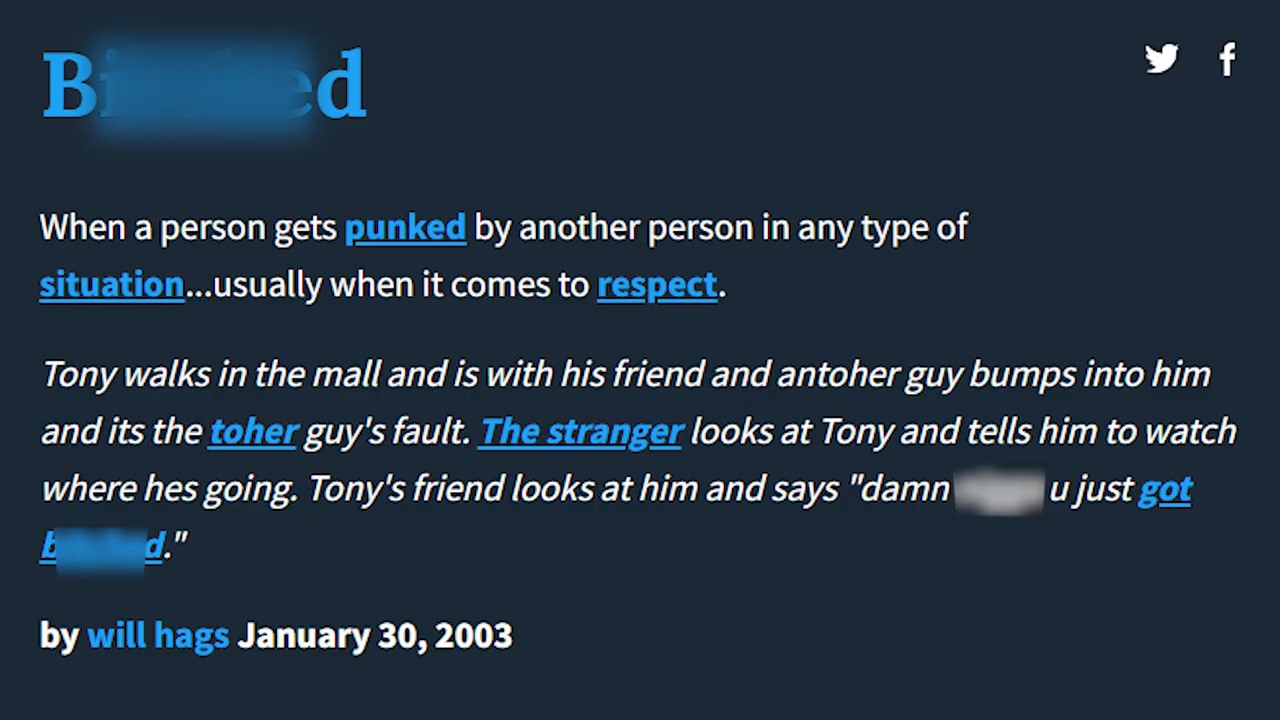 When a person gets punked by another person in any type of
situation...usually when it comes to respect.
Tony walks in the mall and is with his friend and antoher guy bumps into him
and its the toher guy's fault. The stranger looks at Tony and tells him to watch
where hes going. Tony's friend looks at him and says "damn u just got
."
by will hags January 30, 2003